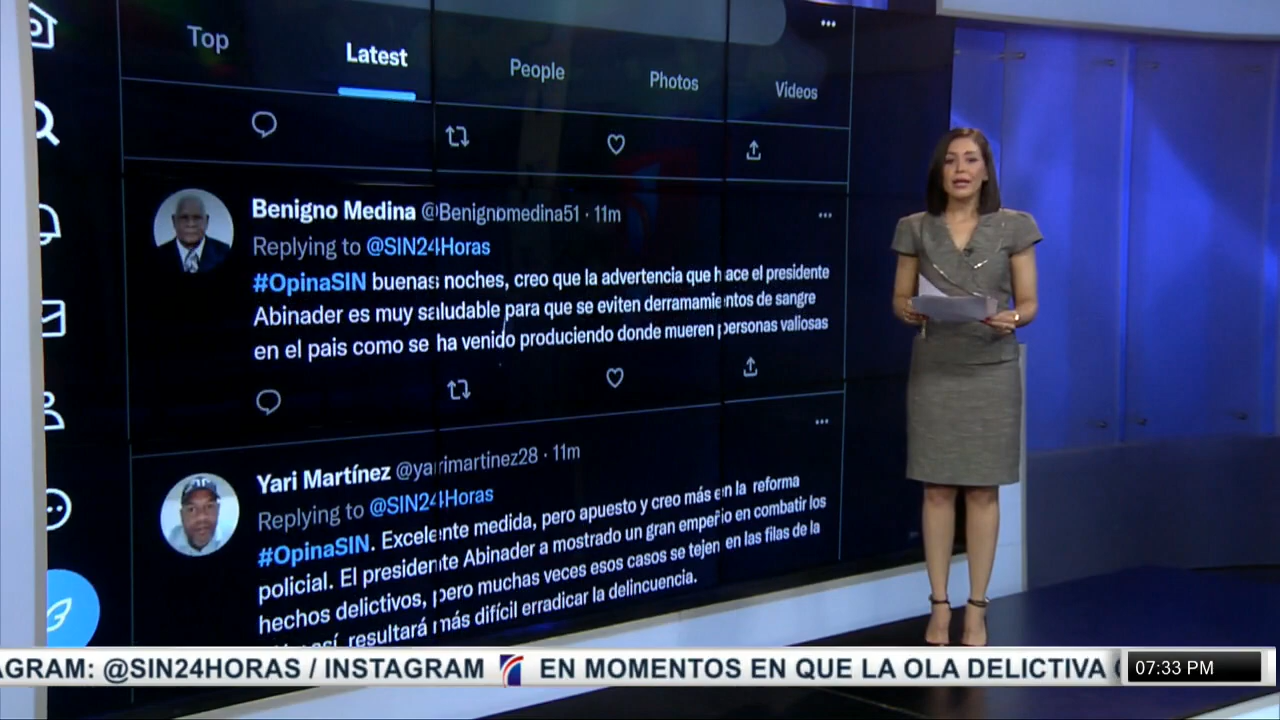 Top
Latest
People
Photos
Videos
Benigno Medina @Benignomedina51 · 11m
Replying to @SIN24Horas
#OpinaSIN buenas noches, creo que la advertencia que hace el presidente
Abinader es muy saludable para que se eviten derramamientos de sangre
en el pais como se ha venido produciendo donde mueren personas valiosas
Yari Martínez @yarimartinez28 · 11m
Replying to @SIN24Horas
#OpinaSIN. Excelente medida, pero apuesto y creo más en la reforma
policial. El presidente Abinader a mostrado un gran empeño en combatir los
hechos delictivos, pero muchas veces esos casos se tejen en las filas de la
así, resultará más difícil erradicar la delincuencia.
AGRAM: @SIN24HORAS / INSTAGRAM EN MOMENTOS EN QUE LA OLA DELICTIVA
07:33 PM